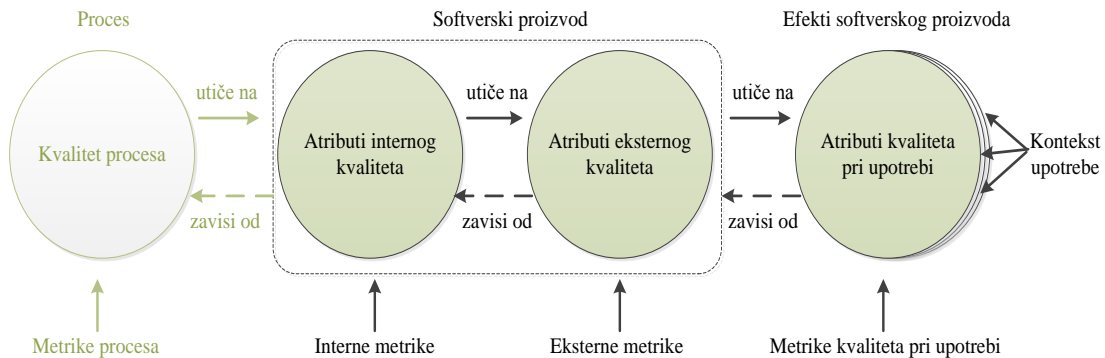 Proces
Softverski proizvod
Efekti softverskog proizvoda
utiče na
utiče na
utiče na
Kvalitet procesa
Atributi internog
kvaliteta
Atributi eksternog
kvaliteta
Atributi kvaliteta
pri upotrebi
Kontekst
upotrebe
zavisi od
zavisi od
zavisi od
Metrike procesa
Interne metrike
Eksterne metrike
Metrike kvaliteta pri upotrebi